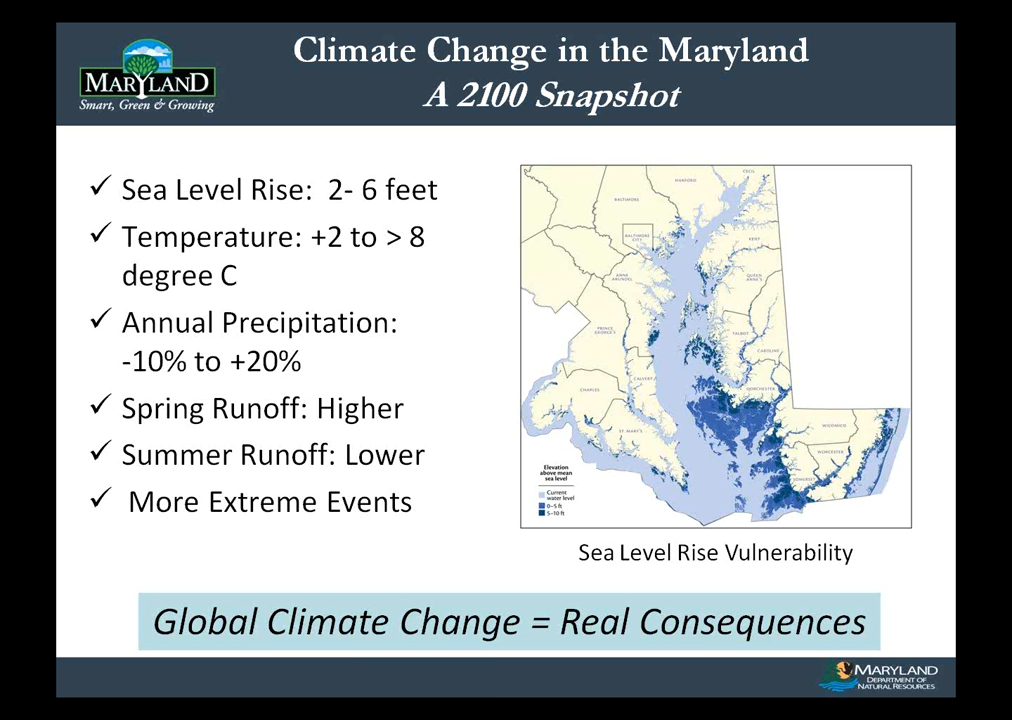 Climate Change in the Maryland
A 2100 Snapshot
MARYLAND
Smart, Green & Growing
✓ Sea Level Rise:  2- 6 feet
✓ Temperature: +2 to > 8
degree C
✓ Annual Precipitation:
-10% to +20%
✓ Spring Runoff: Higher
✓ Summer Runoff: Lower
✓ More Extreme Events
CECIL
HARFORD
BALTIMORE
BALTIMORE
CITY
KENT
ANNE
ARUNDEL
QUEEN
ANNE'S
PRINCE
GEORGE'S
TALBOT
CAROLINE
CALVERT
CHARLES
DORCHESTER
ST. MARY'S
WICOMICO
WORCESTER
SOMERSET
Elevation
above mean
sea level
Current
water level
0-5 ft
5-10 ft
Sea Level Rise Vulnerability
Global Climate Change = Real Consequences
MARYLAND
DEPARTMENT OF
NATURAL RESOURCES